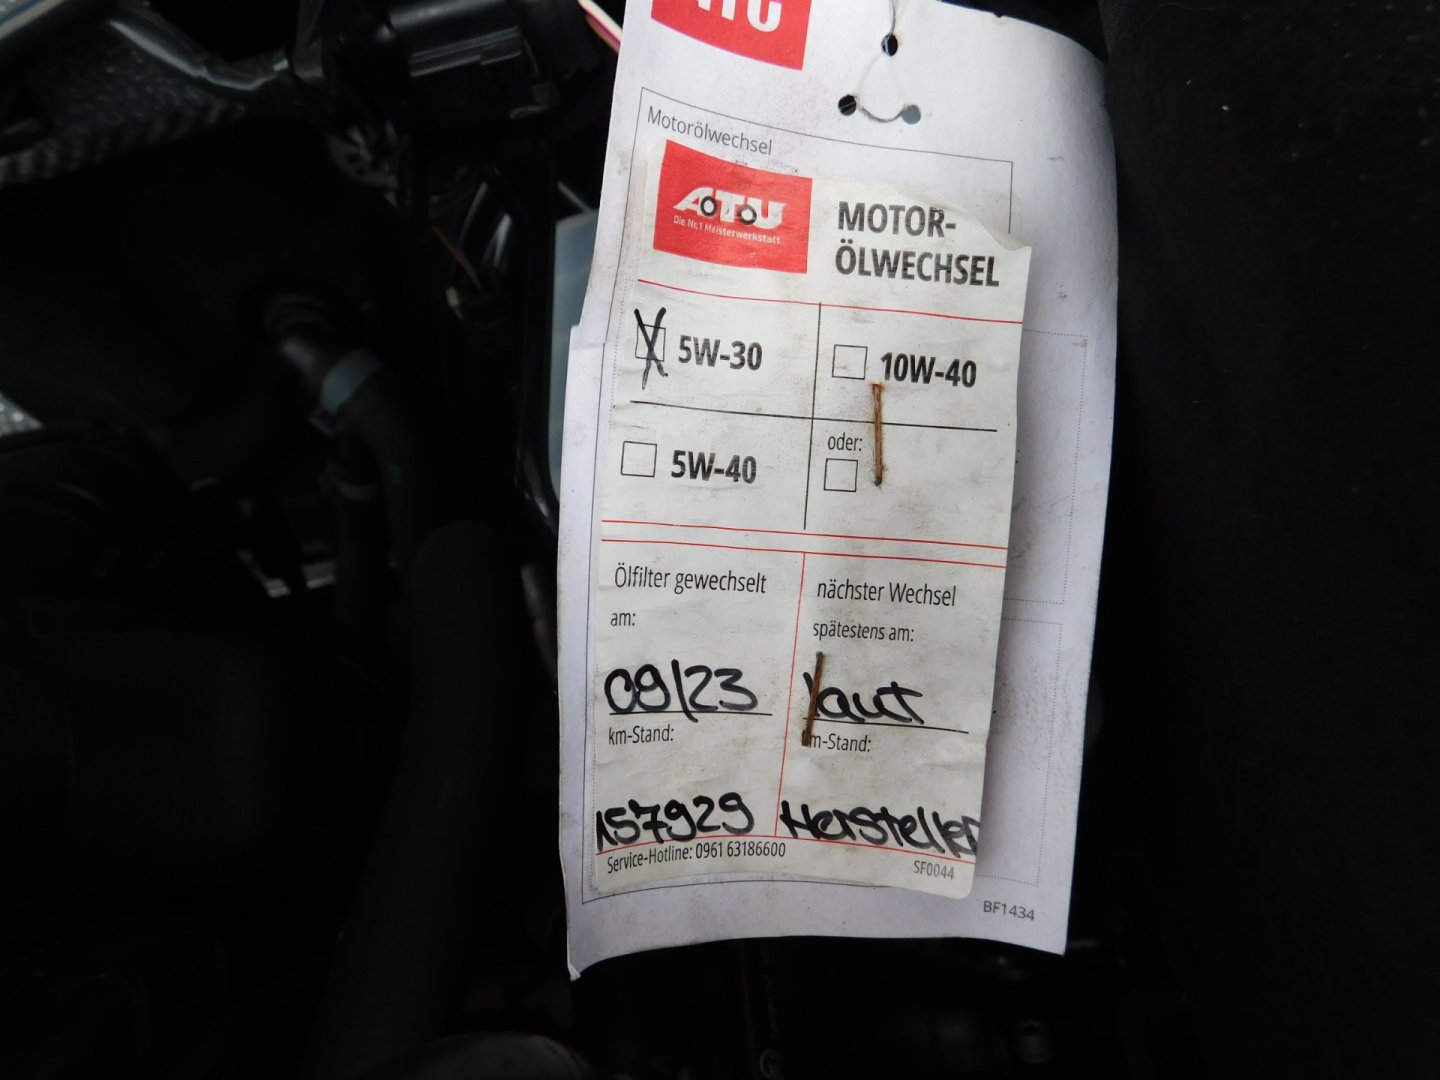 Motorölwechsel
ATU
Die Nr.1 Meisterwerkstatt
MOTOR-
ÖLWECHSEL
5W-30
10W-40
5W-40
oder:
Ölfilter gewechselt
am:
09/23
km-Stand:
157929
nächster Wechsel
spätestens am:
laut
km-Stand:
Hersteller
Service-Hotline: 0961 63186600
SF0044
BF1434